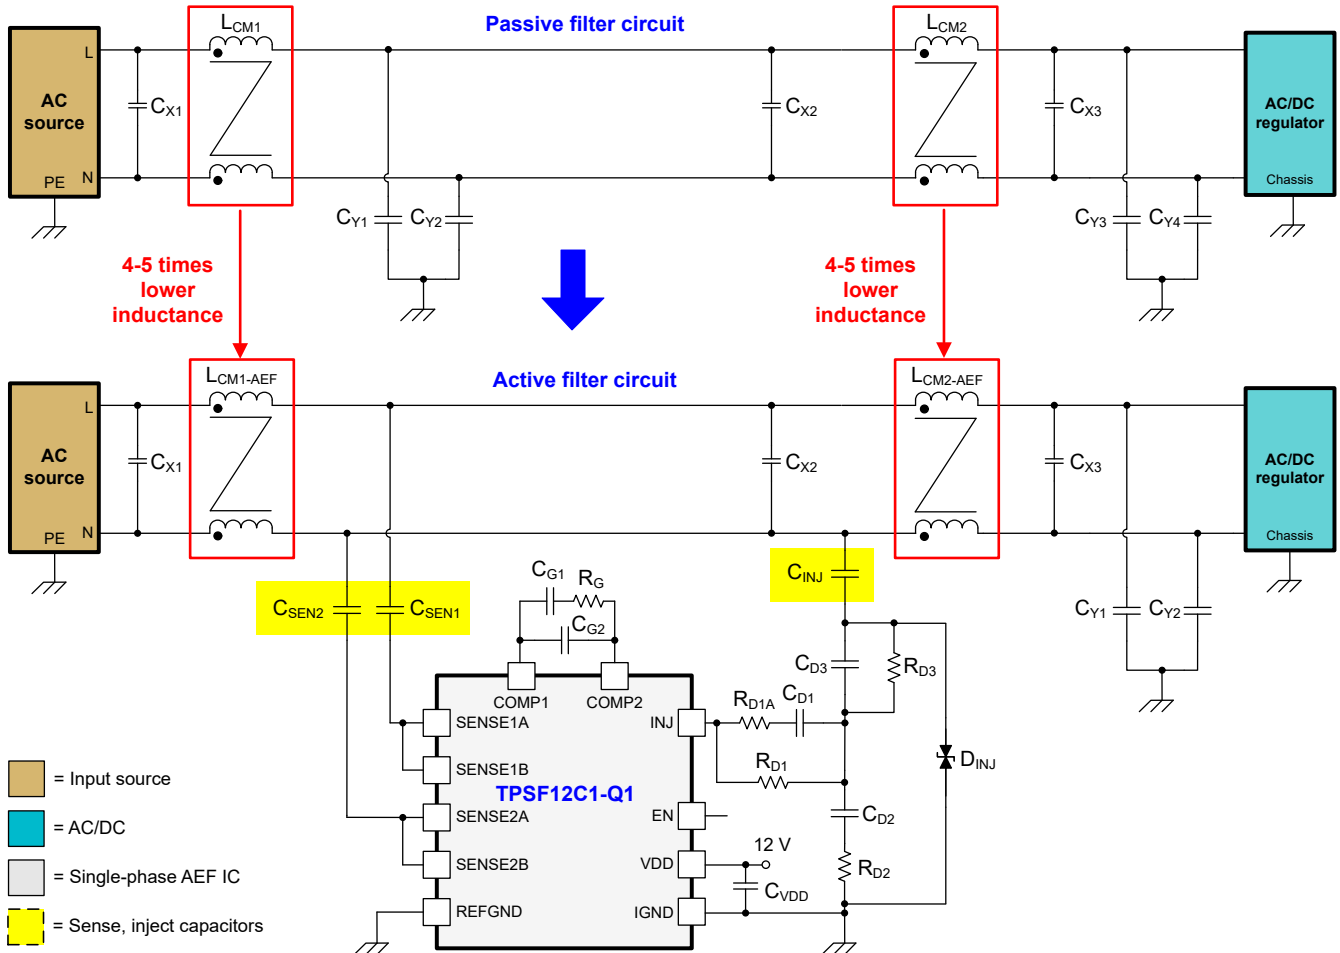 Passive filter circuit
LCM1
LCM2
AC
source
L
N
PE
CX1
CX2
CX3
CY1
CY2
CY3
CY4
AC/DC
regulator
Chassis
4-5 times
lower
inductance
4-5 times
lower
inductance
Active filter circuit
LCM1-AEF
LCM2-AEF
AC
source
L
N
PE
CX1
CX2
CX3
AC/DC
regulator
Chassis
CSEN2
CSEN1
CINJ
CY1
CY2
CG1
RG
CG2
CD3
RD3
RD1A
CD1
RD1
DINJ
CD2
RD2
12 V
CVDD
COMP1
COMP2
SENSE1A
SENSE1B
SENSE2A
SENSE2B
REFGND
INJ
EN
VDD
IGND
TPSF12C1-Q1
= Input source
= AC/DC
= Single-phase AEF IC
= Sense, inject capacitors